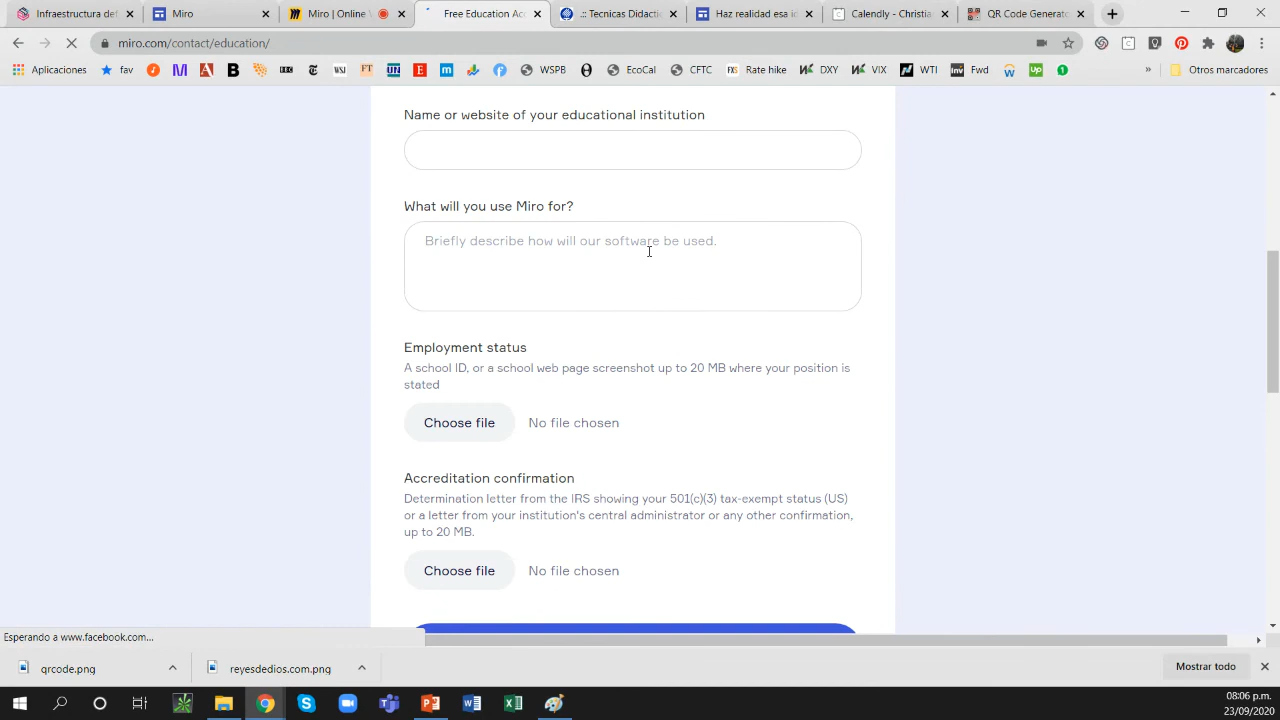 Infraestructura def
Miro
Miro | Online V
Free Education Acc
.:: Tecnicas Didactic
Haz realidad esa id
Calendly - Christia
QR Code Generato
miro.com/contact/education/
Aplicaciones
fav
WSPB
EcoCal
CFTC
Rate hike
DXY
VIX
WTI
Fwd
Otros marcadores
Name or website of your educational institution
What will you use Miro for?
Briefly describe how will our software be used.
Employment status
A school ID, or a school web page screenshot up to 20 MB where your position is
stated
Choose file No file chosen
Accreditation confirmation
Determination letter from the IRS showing your 501(c)(3) tax-exempt status (US)
or a letter from your institution's central administrator or any other confirmation,
up to 20 MB.
Choose file No file chosen
Esperando a www.facebook.com...
qrcode.png
reyesdedios.com.png
Mostrar todo
08:06 p.m.
23/09/2020